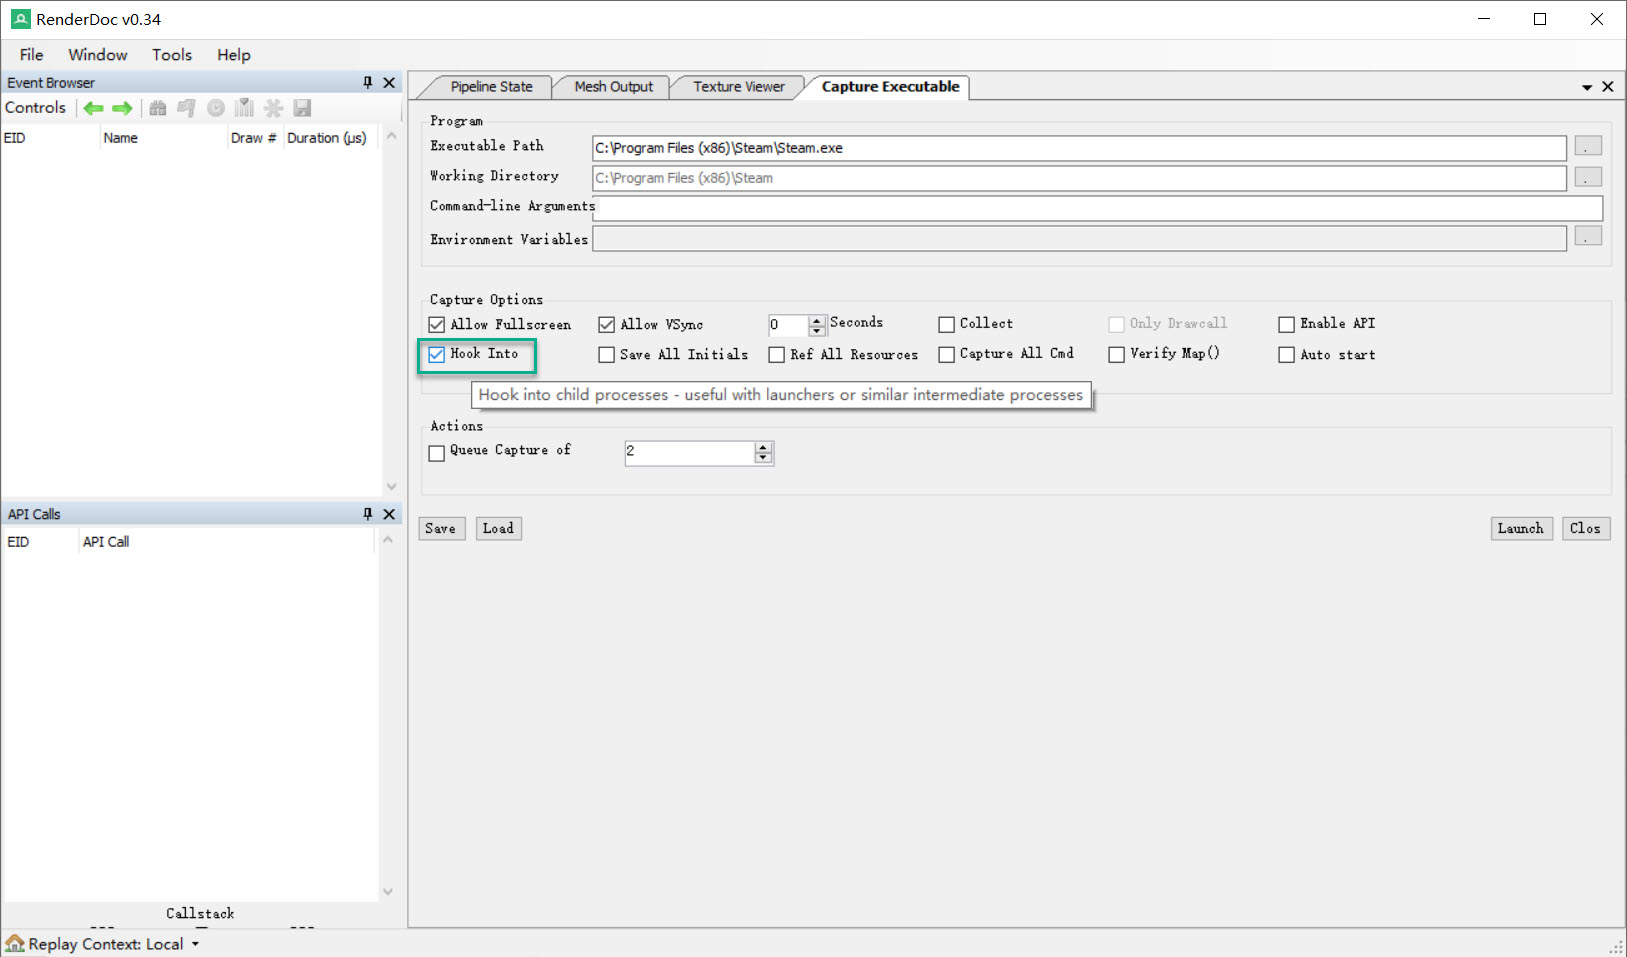 RenderDoc v0.34
File Window Tools Help
Event Browser
Controls
EID Name Draw # Duration (µs)
API Calls
EID API Call
Callstack
Replay Context: Local
Pipeline State Mesh Output Texture Viewer Capture Executable
Program
Executable Path C:\Program Files (x86)\Steam\Steam.exe .
Working Directory C:\Program Files (x86)\Steam .
Command-line Arguments
Environment Variables .
Capture Options
Allow Fullscreen Allow VSync 0 Seconds Collect Only Drawcall Enable API
Hook Into Save All Initials Ref All Resources Capture All Cmd Verify Map() Auto start
Hook into child processes - useful with launchers or similar intermediate processes
Actions
Queue Capture of 2
Save Load Launch Clos